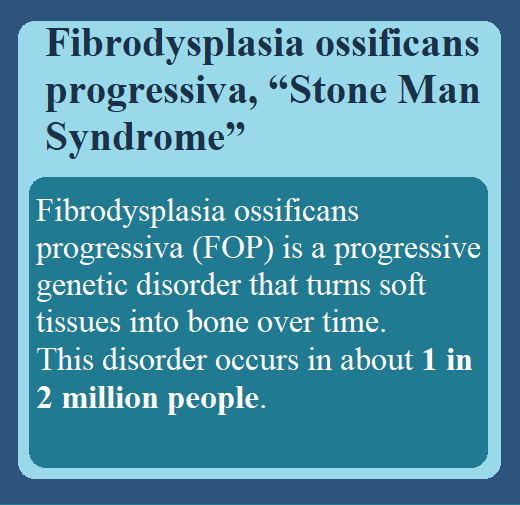 Fibrodysplasia ossificans
progressiva, “Stone Man
Syndrome”
Fibrodysplasia ossificans
progressiva (FOP) is a progressive
genetic disorder that turns soft
tissues into bone over time.
This disorder occurs in about 1 in
2 million people.